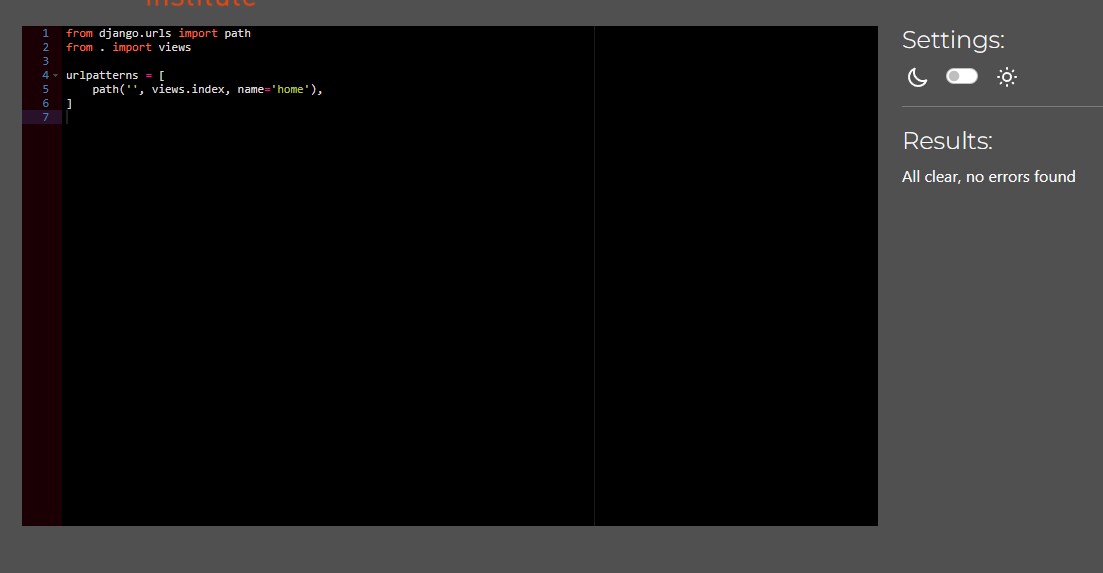 institute
1 from django.urls import path
2 from . import views
3
4 urlpatterns = [
5     path('', views.index, name='home'),
6 ]
7
Settings:
Results:
All clear, no errors found